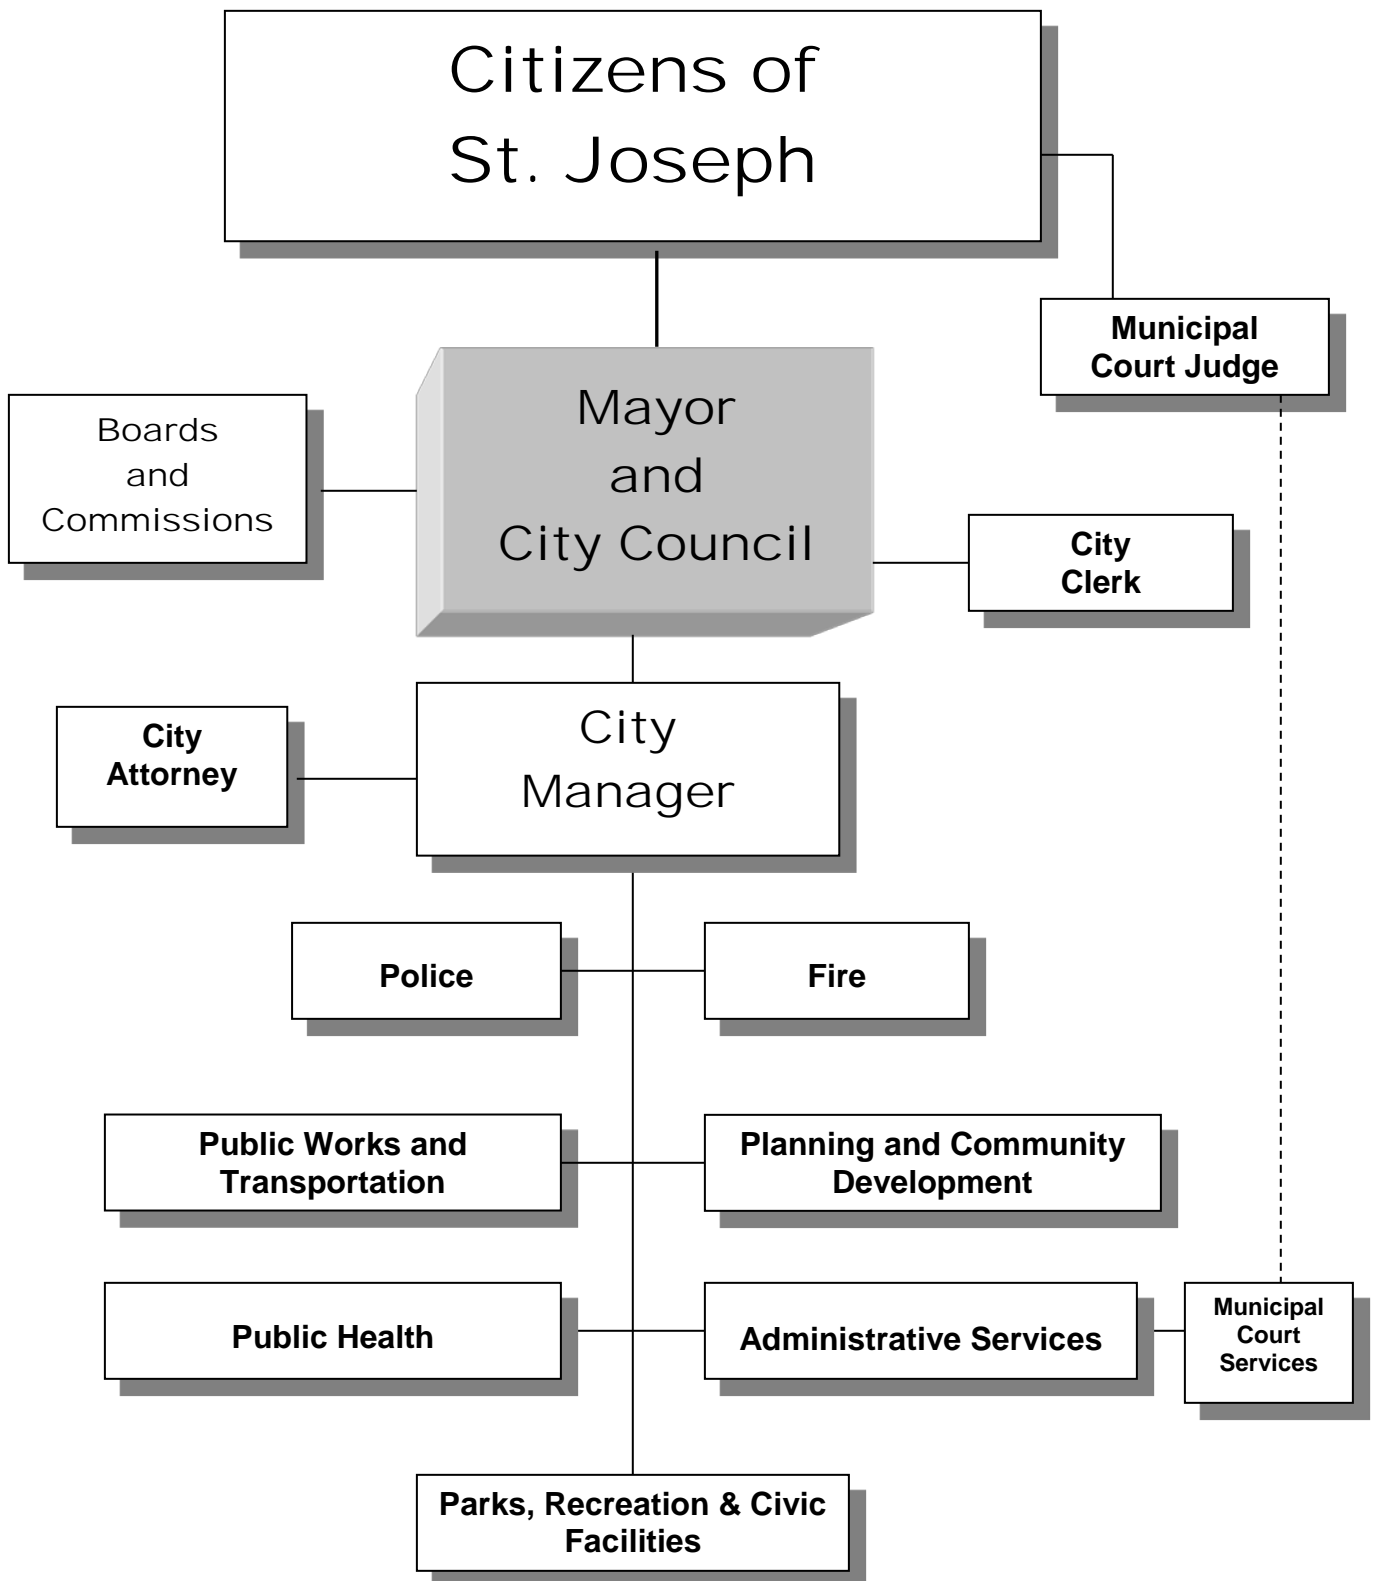 Citizens of
St. Joseph
Municipal
Court Judge
Boards
and
Commissions
Mayor
and
City Council
City
Clerk
City
Attorney
City
Manager
Police
Fire
Public Works and
Transportation
Planning and Community
Development
Public Health
Administrative Services
Municipal
Court
Services
Parks, Recreation & Civic
Facilities